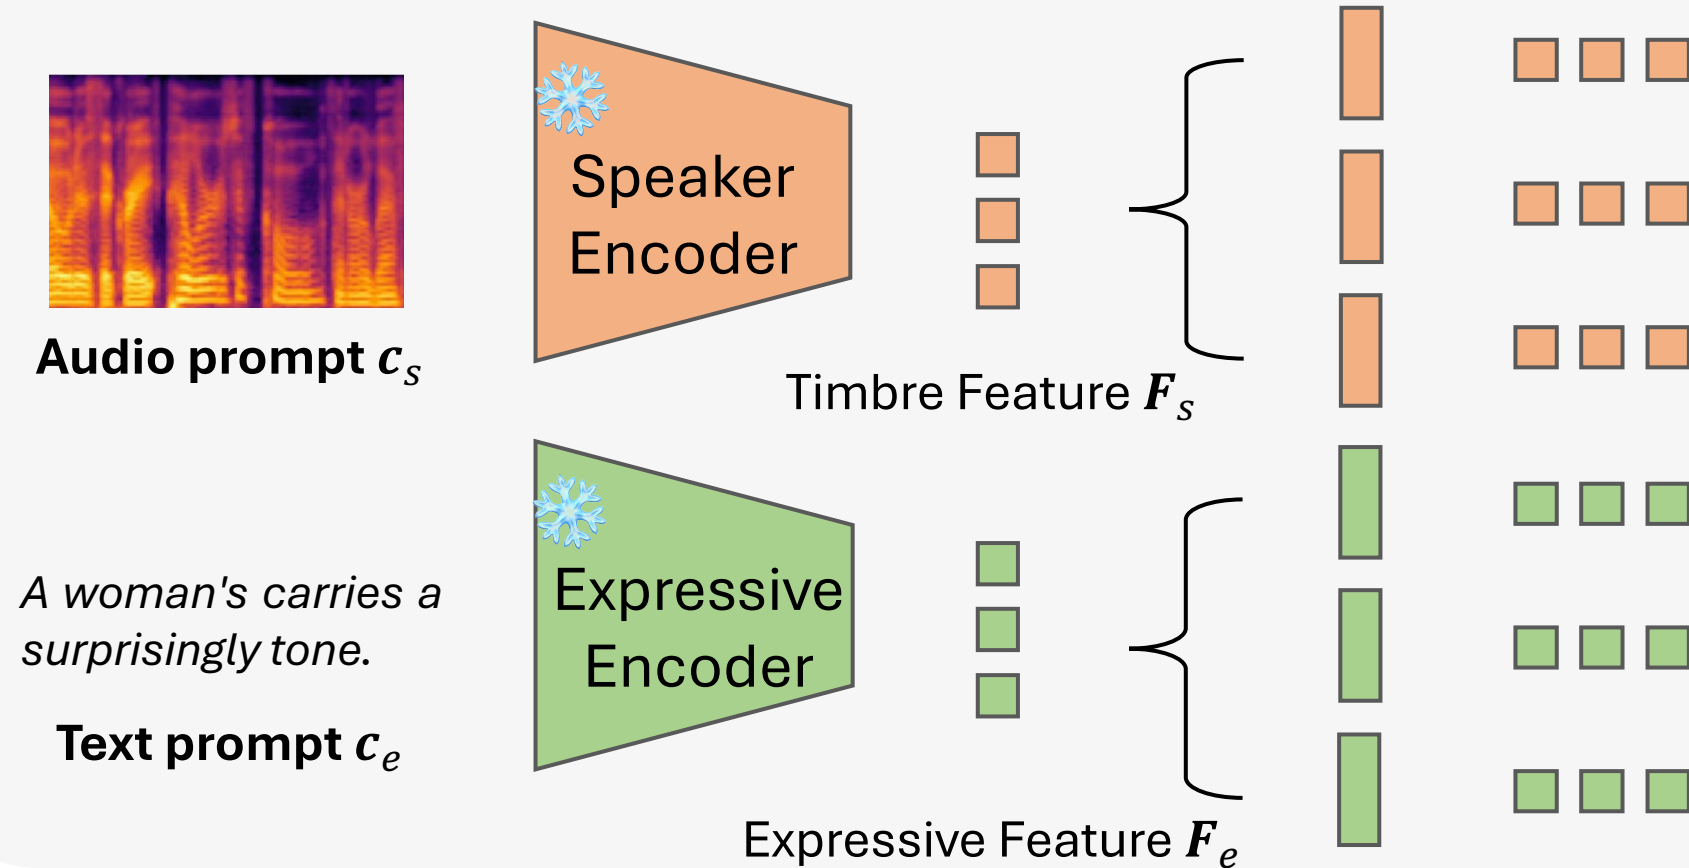 Speaker
Encoder
Audio prompt c_s
Timbre Feature F_s
A woman's carries a
surprisingly tone.
Expressive
Encoder
Text prompt c_e
Expressive Feature F_e